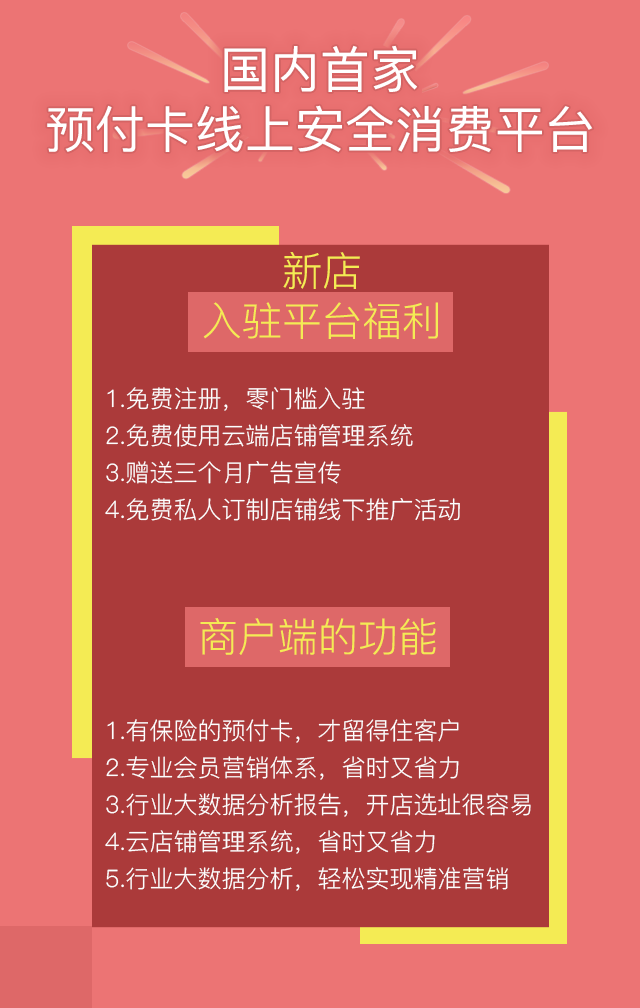 国内首家
预付卡线上安全消费平台
新店
入驻平台福利
1.免费注册，零门槛入驻
2.免费使用云端店铺管理系统
3.赠送三个月广告宣传
4.免费私人订制店铺线下推广活动
商户端的功能
1.有保险的预付卡，才留得住客户
2.专业会员营销体系，省时又省力
3.行业大数据分析报告，开店选址很容易
4.云店铺管理系统，省时又省力
5.行业大数据分析，轻松实现精准营销